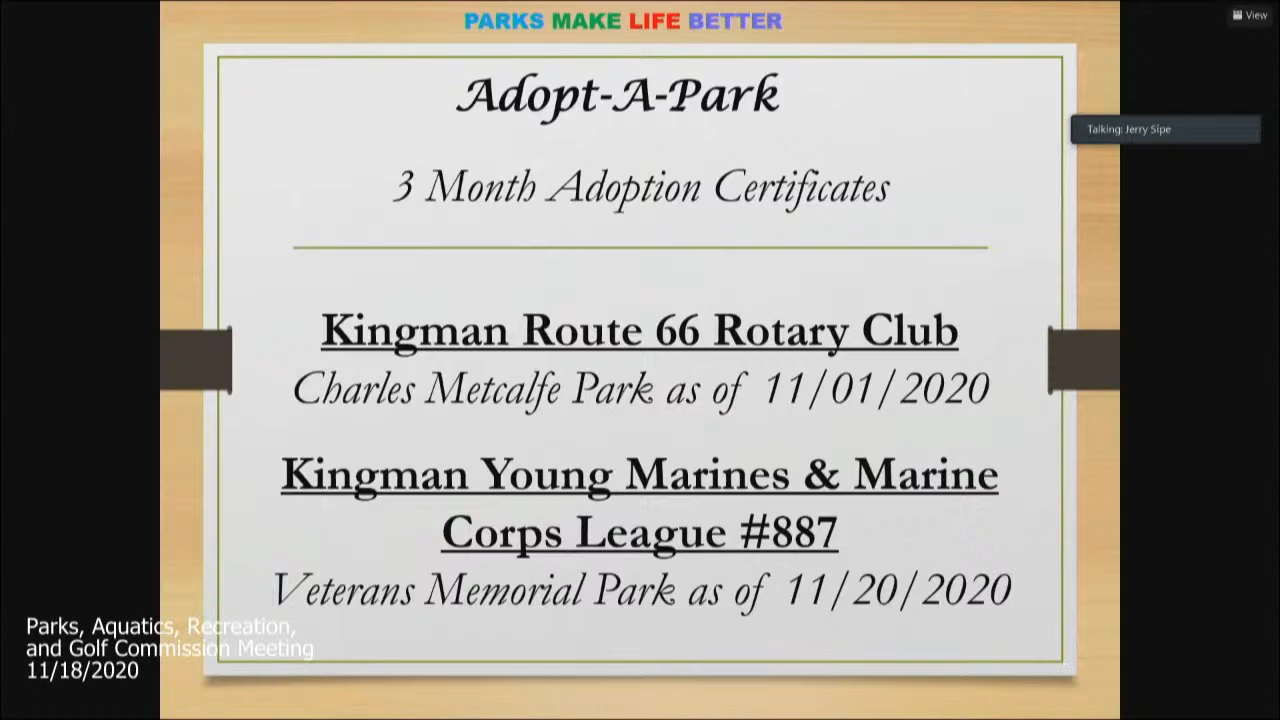 PARKS MAKE LIFE BETTER
View
Adopt-A-Park
Talking: Jerry Sipe
3 Month Adoption Certificates
Kingman Route 66 Rotary Club
Charles Metcalfe Park as of 11/01/2020
Kingman Young Marines & Marine
Corps League #887
Veterans Memorial Park as of 11/20/2020
Parks, Aquatics, Recreation,
and Golf Commission Meeting
11/18/2020